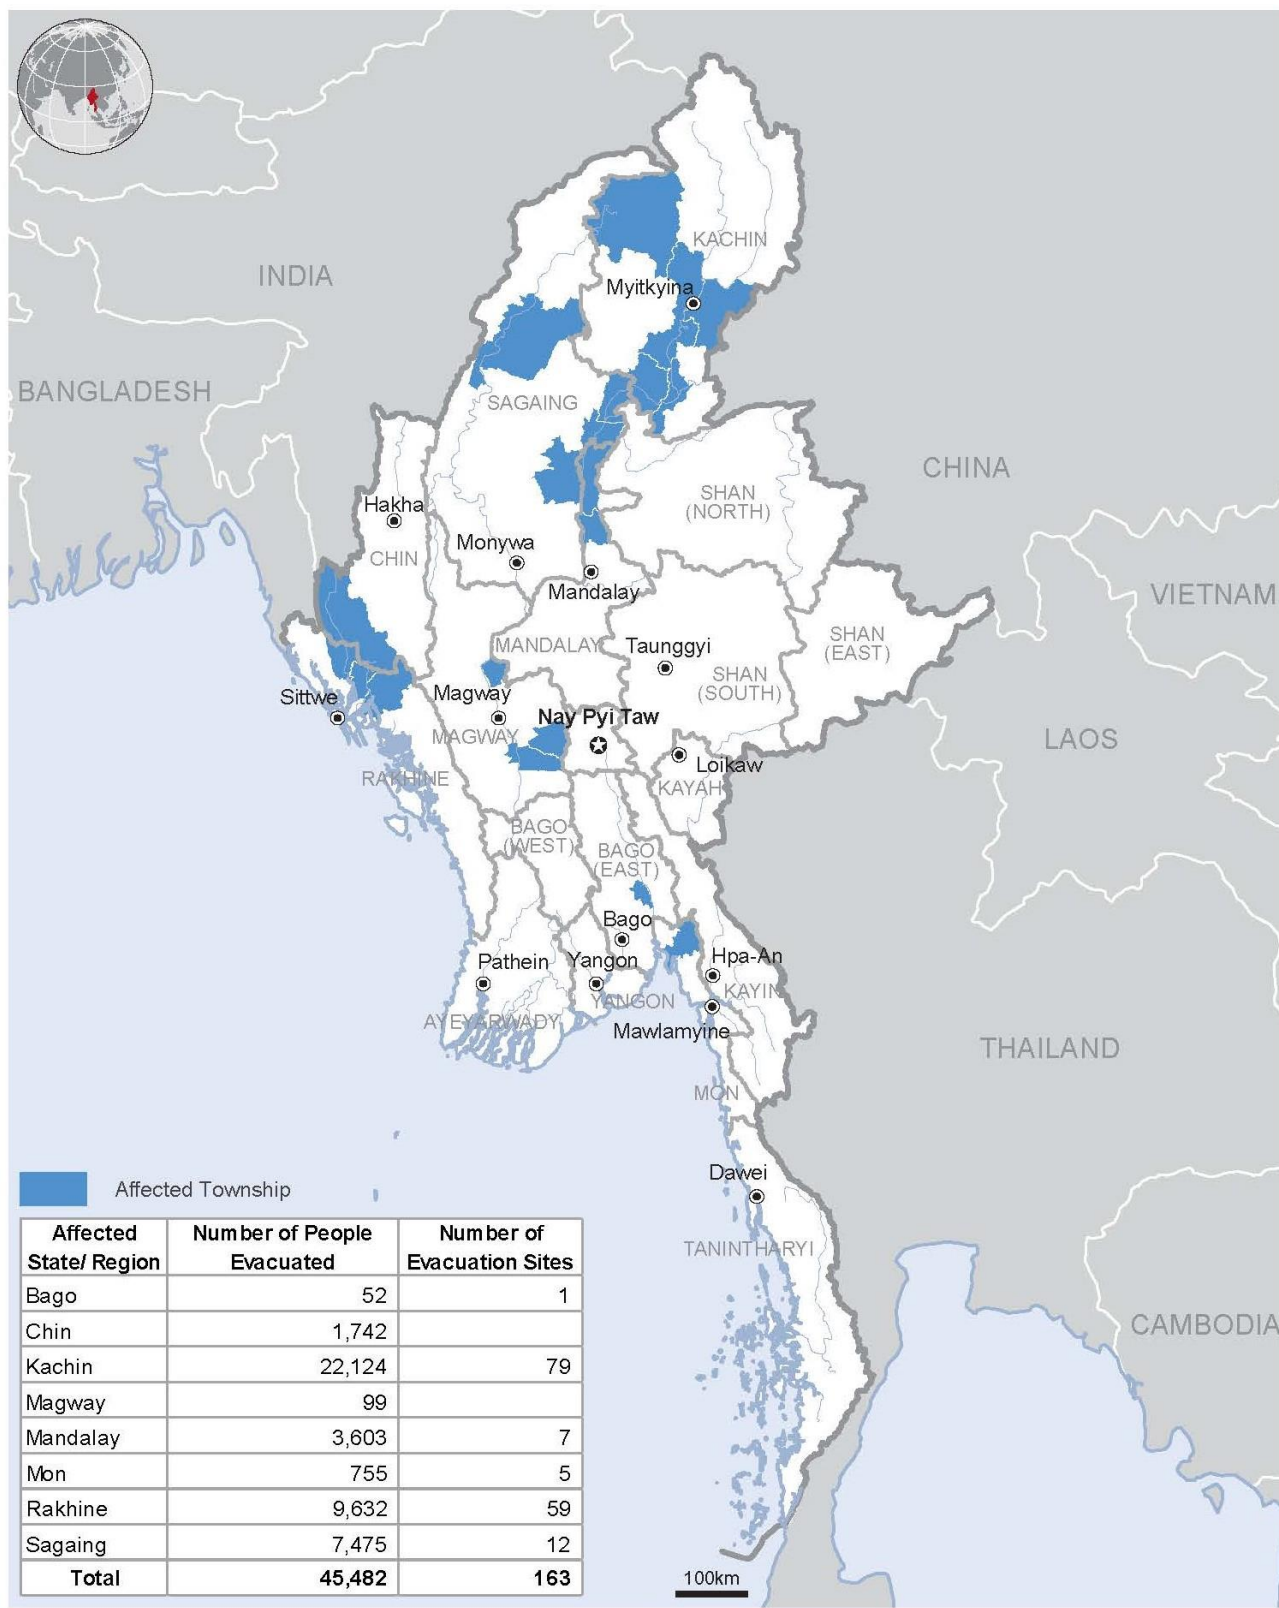 KACHIN
INDIA
Myitkyina
BANGLADESH
SAGAING
CHINA
SHAN
(NORTH)
Hakha
Monywa
CHIN
Mandalay
VIETNAM
MANDALAY
Taunggyi
SHAN
(EAST)
SHAN
(SOUTH)
Sittwe
Magway
Nay Pyi Taw
MAGWAY
LAOS
Loikaw
RAKHINE
KAYAH
BAGO
(WEST)
BAGO
(EAST)
Bago
Pathein
Yangon
Hpa-An
KAYIN
YANGON
AYEYARWADY
Mawlamyine
THAILAND
MON
Dawei
TANINTHARYI
CAMBODIA
Affected Township
Affected State/ Region Number of People Evacuated Number of Evacuation Sites
Bago 52 1
Chin 1,742
Kachin 22,124 79
Magway 99
Mandalay 3,603 7
Mon 755 5
Rakhine 9,632 59
Sagaing 7,475 12
Total 45,482 163
100km